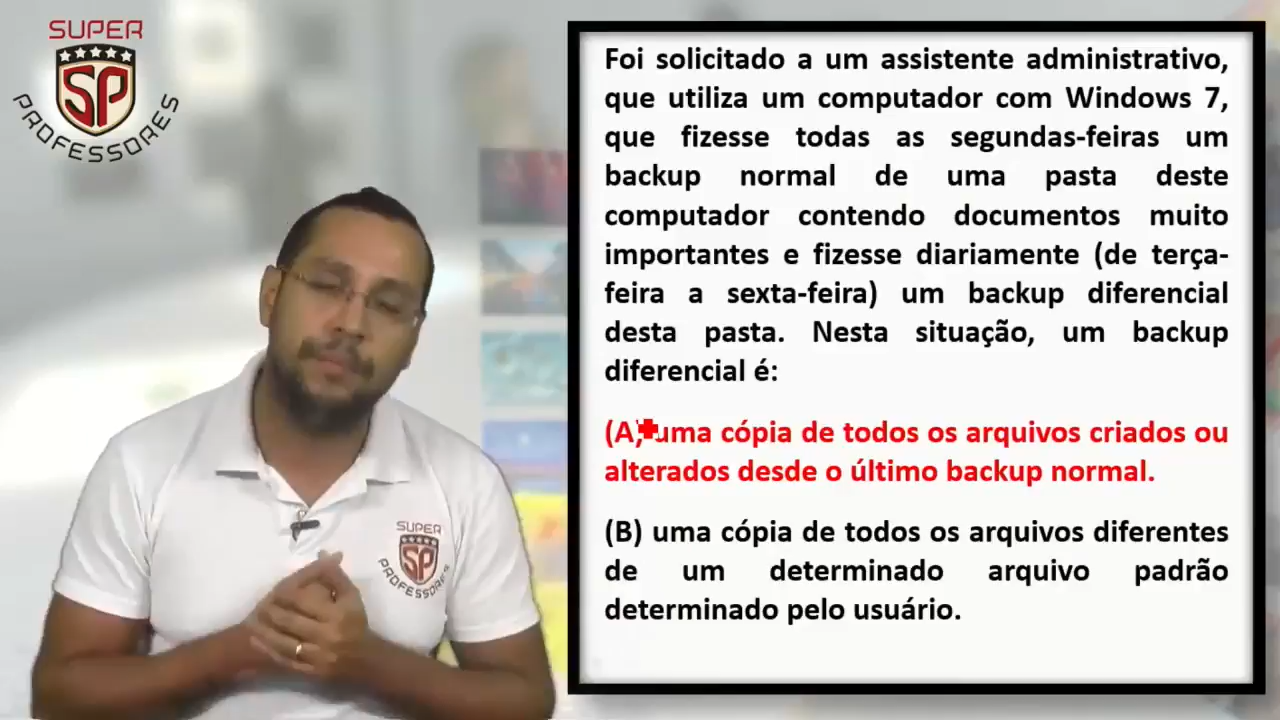 SUPER
SP
PROFESSORES
SUPER
SP
PROFESSORES
Foi solicitado a um assistente administrativo,
que utiliza um computador com Windows 7,
que fizesse todas as segundas-feiras um
backup normal de uma pasta deste
computador contendo documentos muito
importantes e fizesse diariamente (de terça-
feira a sexta-feira) um backup diferencial
desta pasta. Nesta situação, um backup
diferencial é:
(A) uma cópia de todos os arquivos criados ou
alterados desde o último backup normal.
(B) uma cópia de todos os arquivos diferentes
de um determinado arquivo padrão
determinado pelo usuário.